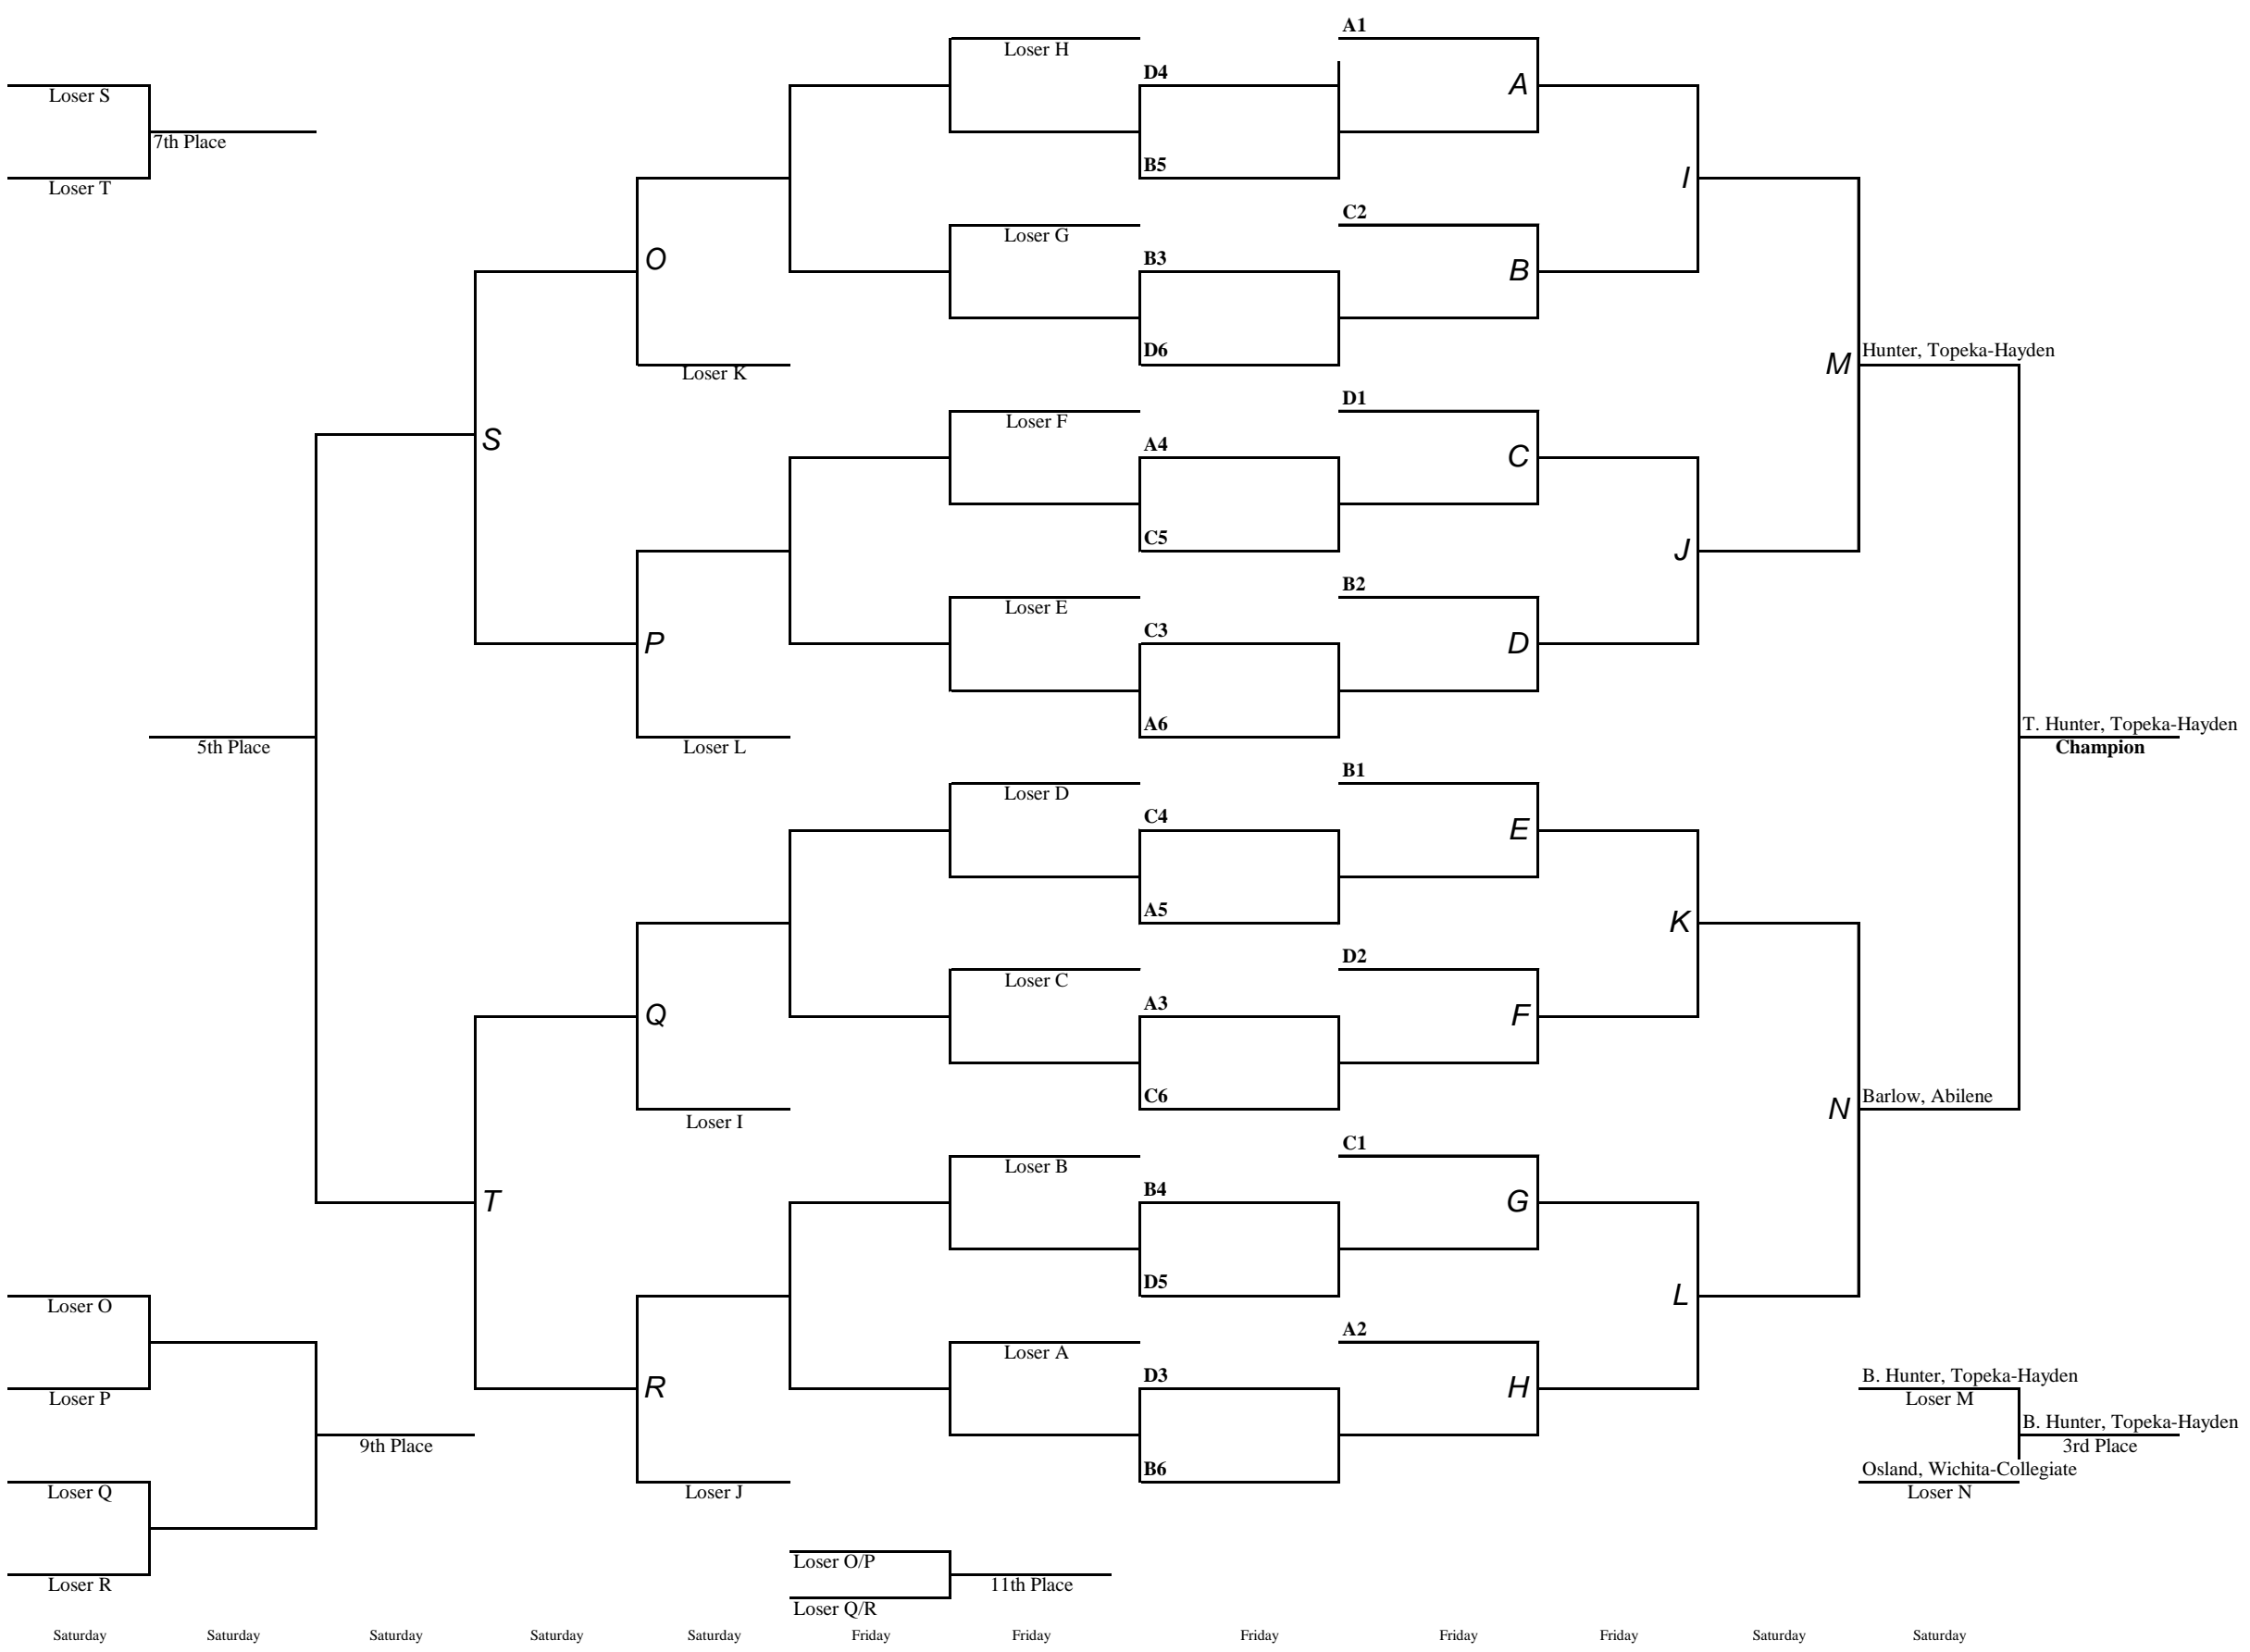 A1
Loser H
D4
A
Loser S
7th Place
B5
I
Loser T
C2
Loser G
O
B3
B
D6
Hunter, Topeka-Hayden
M
Loser K
D1
Loser F
S
A4
C
C5
J
B2
Loser E
C3
P
D
A6
T. Hunter, Topeka-Hayden
5th Place
Loser L
Champion
B1
Loser D
C4
E
A5
K
D2
Loser C
A3
Q
F
C6
Barlow, Abilene
N
Loser I
C1
Loser B
B4
T
G
D5
Loser O
L
A2
Loser A
D3
B. Hunter, Topeka-Hayden
R
H
Loser P
Loser M
B. Hunter, Topeka-Hayden
9th Place
3rd Place
B6
Osland, Wichita-Collegiate
Loser Q
Loser J
Loser N
Loser O/P
Loser R
11th Place
Loser Q/R
Saturday Saturday Saturday Saturday Saturday Friday Friday Friday Friday Friday Saturday Saturday